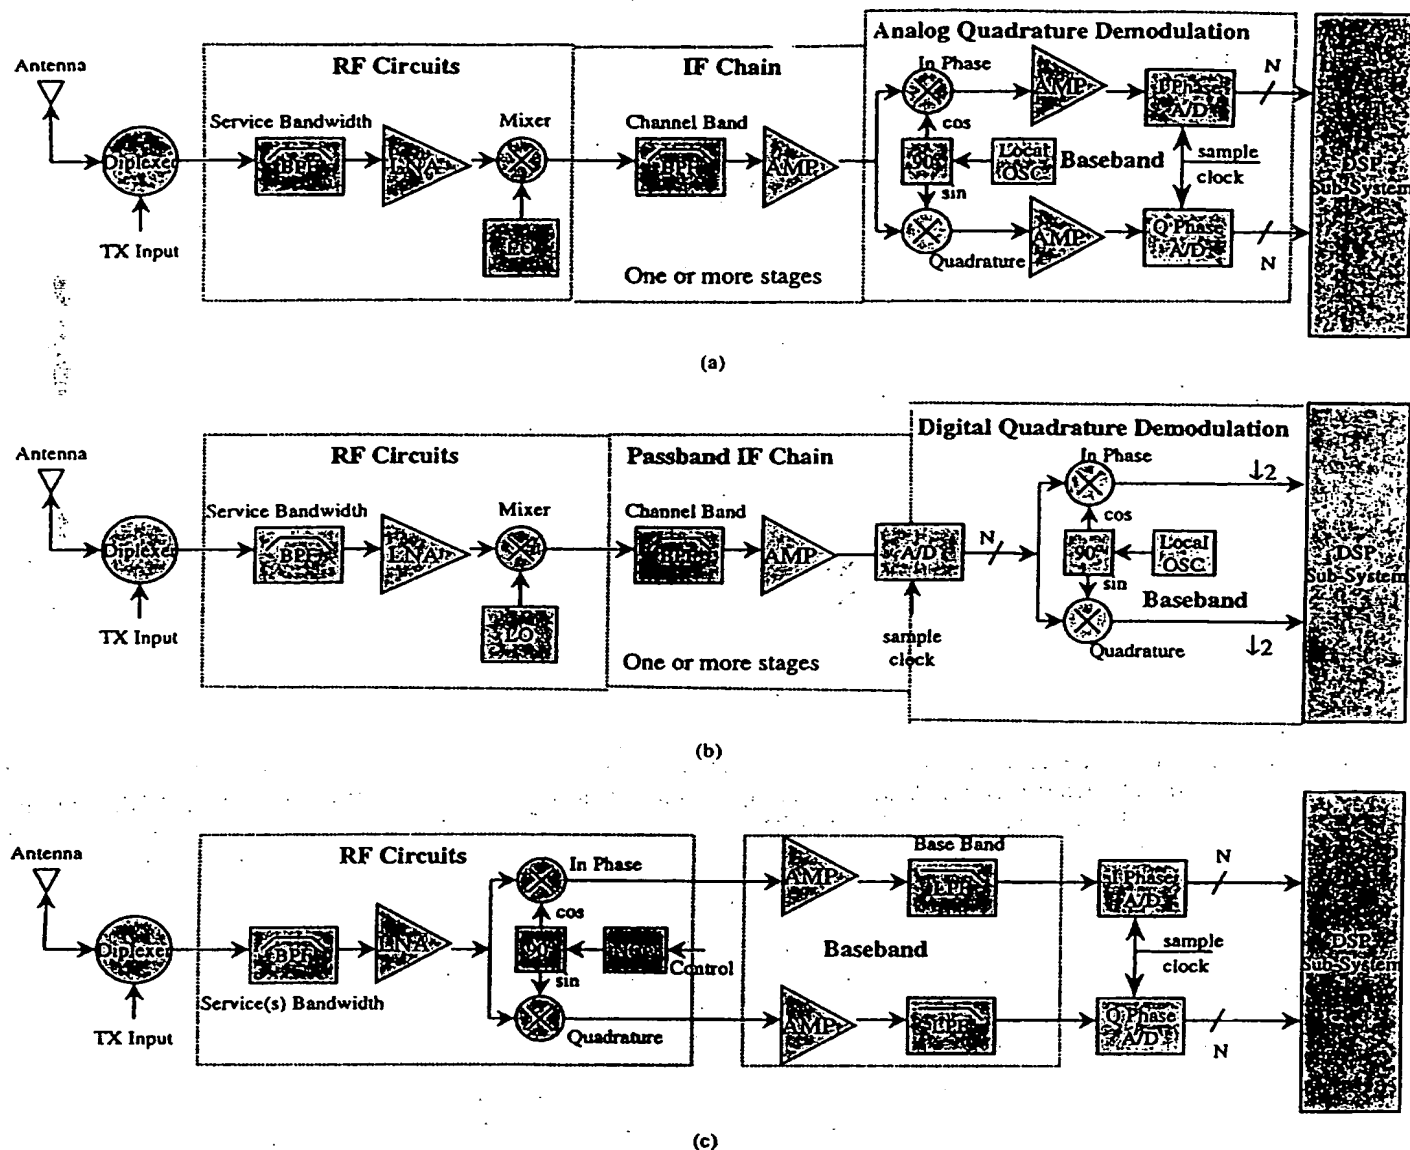 Analog Quadrature Demodulation
Antenna
RF Circuits
IF Chain
In Phase
N
Service Bandwidth
Mixer
Channel Band
AMP
I Phase
A/D
cos
Diplexer
BPF
LNA
BPF
AMP
90°
Local
OSC
Baseband
sample
clock
DSP
Sub-System
sin
TX Input
LO
AMP
Q Phase
A/D
Quadrature
N
One or more stages
(a)
Digital Quadrature Demodulation
Antenna
RF Circuits
Passband IF Chain
In Phase
↓2
Service Bandwidth
Mixer
Channel Band
cos
Diplexer
BPF
LNA
BPF
AMP
A/D
N
90°
Local
OSC
DSP
Sub-System
sin
Baseband
TX Input
LO
sample
clock
Quadrature
↓2
One or more stages
(b)
Antenna
RF Circuits
In Phase
Base Band
N
AMP
LPF
I Phase
A/D
cos
Diplexer
BPF
LNA
90°
Control
Baseband
sample
clock
DSP
Sub-System
sin
Service(s) Bandwidth
TX Input
Quadrature
AMP
LPF
Q Phase
A/D
N
(c)